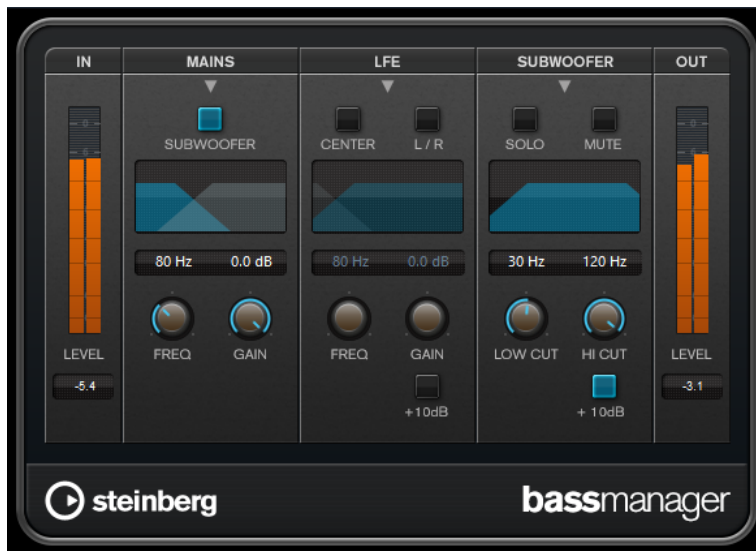 IN MAINS LFE SUBWOOFER OUT
SUBWOOFER CENTER L / R SOLO MUTE
80 Hz 0.0 dB 80 Hz 0.0 dB 30 Hz 120 Hz
LEVEL FREQ GAIN FREQ GAIN LOW CUT HI CUT LEVEL
-5.4 -3.1
+10dB + 10dB
steinberg bassmanager